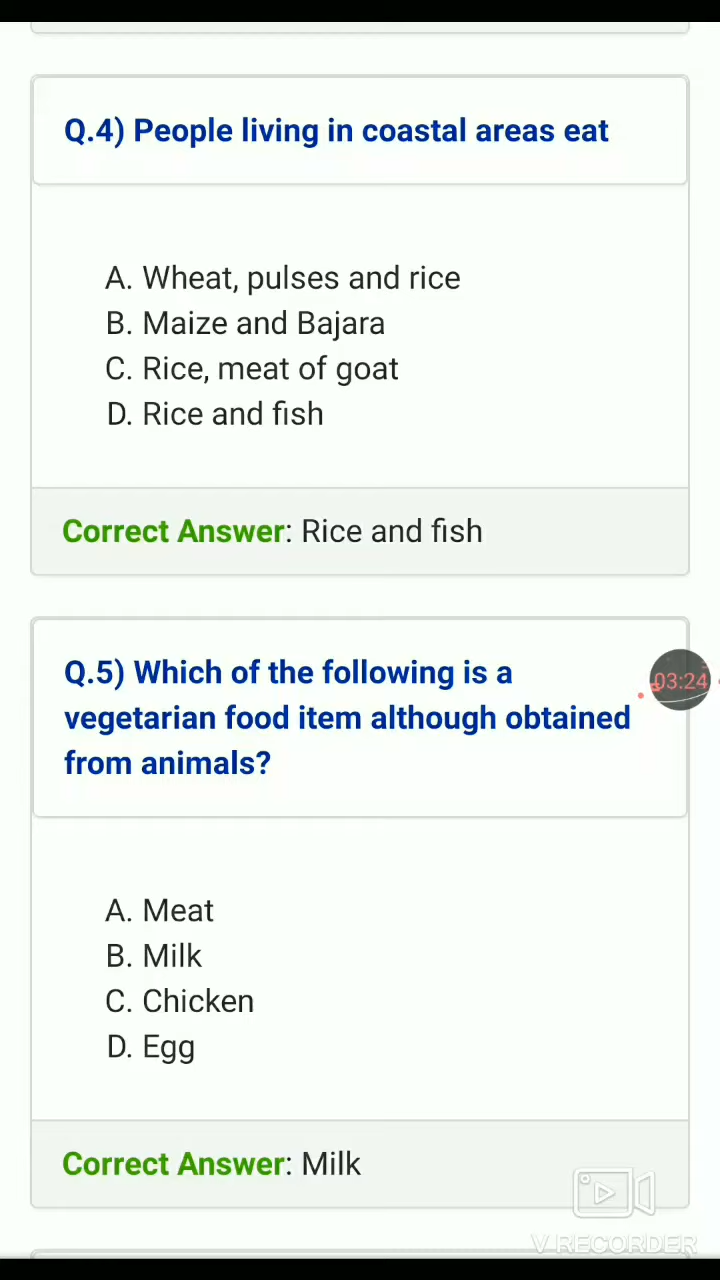 Q.4) People living in coastal areas eat
A. Wheat, pulses and rice
B. Maize and Bajara
C. Rice, meat of goat
D. Rice and fish
Correct Answer: Rice and fish
Q.5) Which of the following is a
vegetarian food item although obtained
from animals?
03:24
A. Meat
B. Milk
C. Chicken
D. Egg
Correct Answer: Milk
V RECORDER